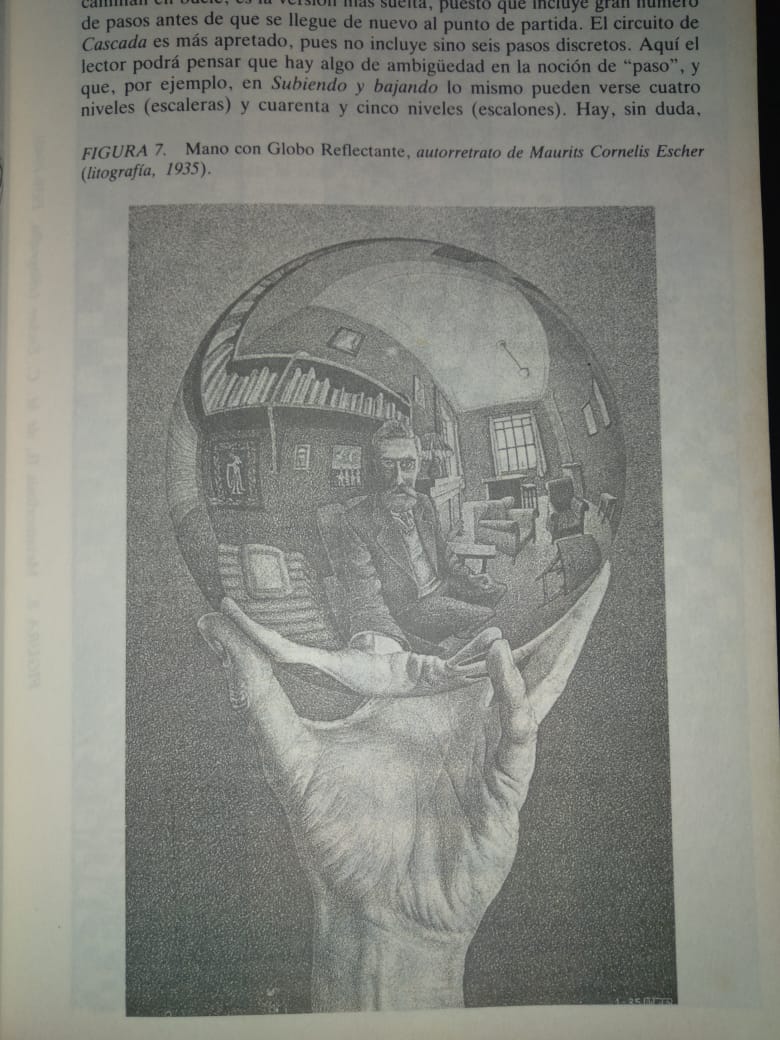 caminan en bucle, es la versión más suelta, puesto que incluye gran número
de pasos antes de que se llegue de nuevo al punto de partida. El circuito de
Cascada es más apretado, pues no incluye sino seis pasos discretos. Aquí el
lector podrá pensar que hay algo de ambigüedad en la noción de “paso”, y
que, por ejemplo, en Subiendo y bajando lo mismo pueden verse cuatro
niveles (escaleras) y cuarenta y cinco niveles (escalones). Hay, sin duda,
FIGURA 7. Mano con Globo Reflectante, autorretrato de Maurits Cornelis Escher
(litografía, 1935).